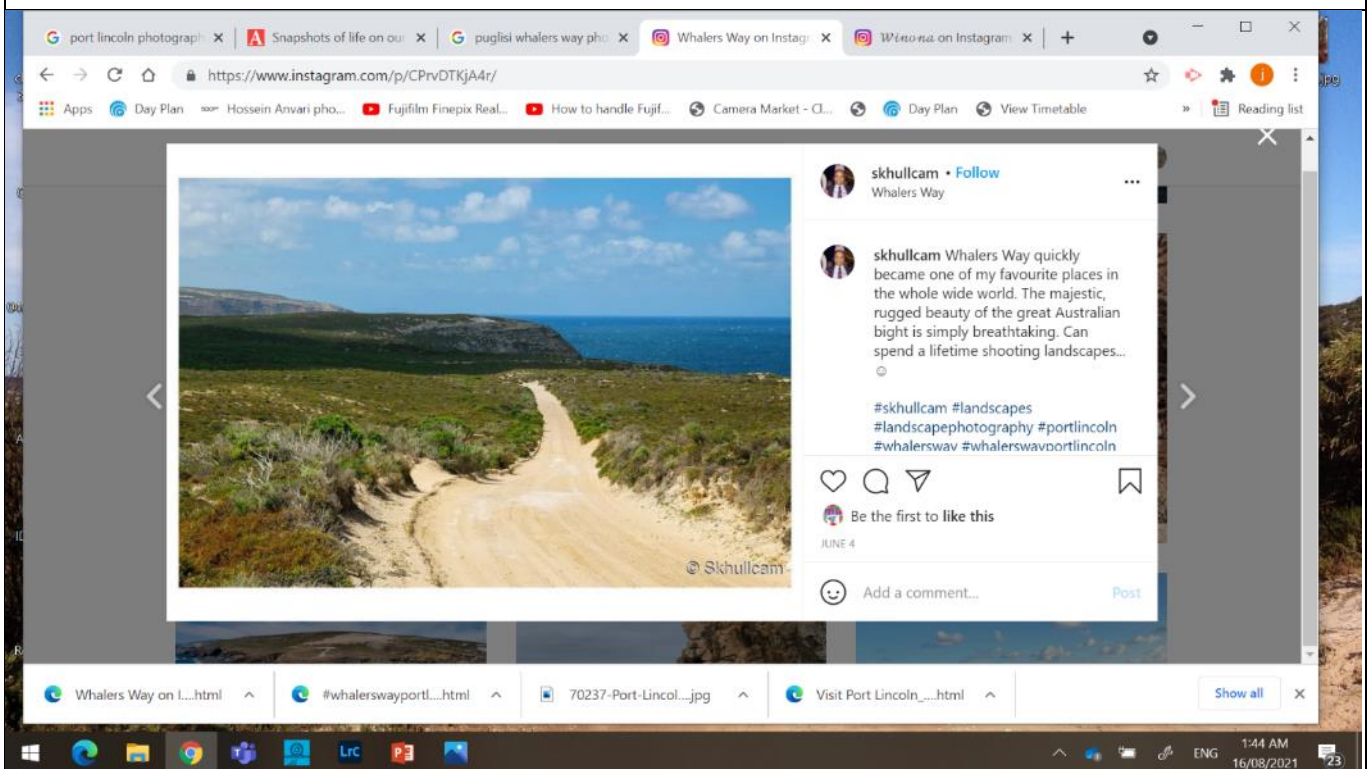 port lincoln photograph
Snapshots of life on our
puglisi whalers way pho
Whalers Way on Instag
Winona on Instagram
https://www.instagram.com/p/CPrvDTKjA4r/
Apps
Day Plan
Hossein Anvari pho...
Fujifilm Finepix Real...
How to handle Fujif...
Camera Market - Cl...
Day Plan
View Timetable
»
Reading list
skhullcam • Follow
Whalers Way
skhullcam Whalers Way quickly
became one of my favourite places in
the whole wide world. The majestic,
rugged beauty of the great Australian
bight is simply breathtaking. Can
spend a lifetime shooting landscapes...
#skhullcam #landscapes
#landscapephotography #portlincoln
#whalersway #whalerswayportlincoln
Be the first to like this
JUNE 4
Add a comment...
Post
© Skhullcam
Whalers Way on I....html
#whalerswayportl....html
70237-Port-Lincol....jpg
Visit Port Lincoln_....html
Show all
LrC
ENG
1:44 AM
16/08/2021
23